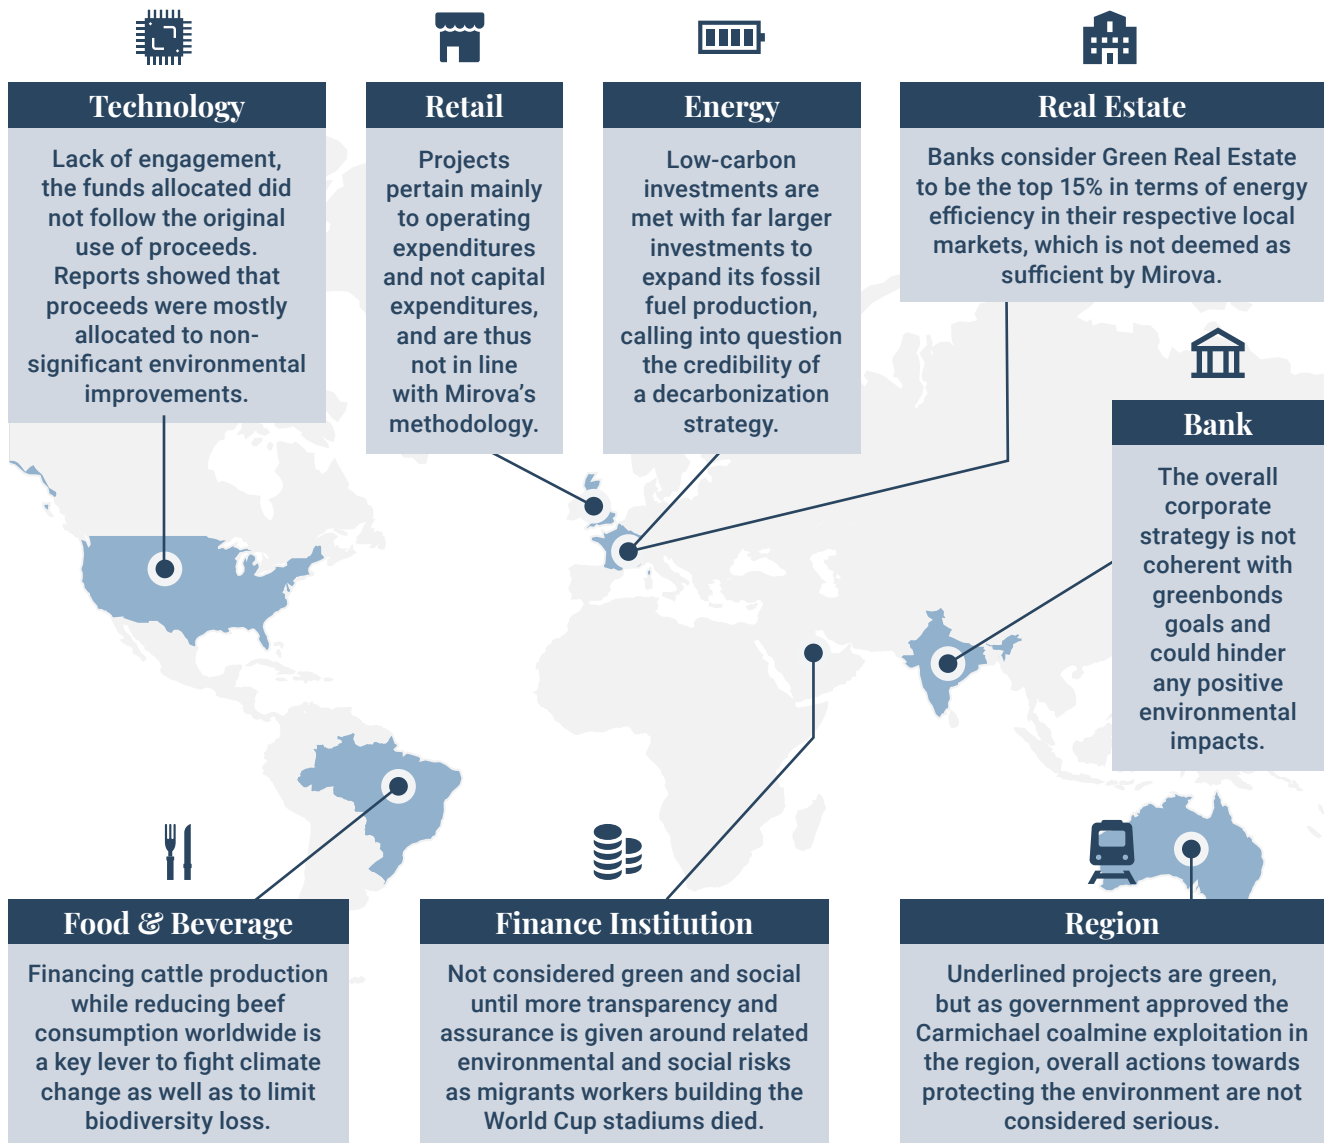 Technology
Lack of engagement,
the funds allocated did
not follow the original
use of proceeds.
Reports showed that
proceeds were mostly
allocated to non-
significant environmental
improvements.
Retail
Projects
pertain mainly
to operating
expenditures
and not capital
expenditures,
and are thus
not in line
with Mirova’s
methodology.
Energy
Low-carbon
investments are
met with far larger
investments to
expand its fossil
fuel production,
calling into question
the credibility of
a decarbonization
strategy.
Real Estate
Banks consider Green Real Estate
to be the top 15% in terms of energy
efficiency in their respective local
markets, which is not deemed as
sufficient by Mirova.
Bank
The overall
corporate
strategy is not
coherent with
greenbonds
goals and
could hinder
any positive
environmental
impacts.
Food & Beverage
Financing cattle production
while reducing beef
consumption worldwide is
a key lever to fight climate
change as well as to limit
biodiversity loss.
Finance Institution
Not considered green and social
until more transparency and
assurance is given around related
environmental and social risks
as migrants workers building the
World Cup stadiums died.
Region
Underlined projects are green,
but as government approved the
Carmichael coalmine exploitation in
the region, overall actions towards
protecting the environment are not
considered serious.